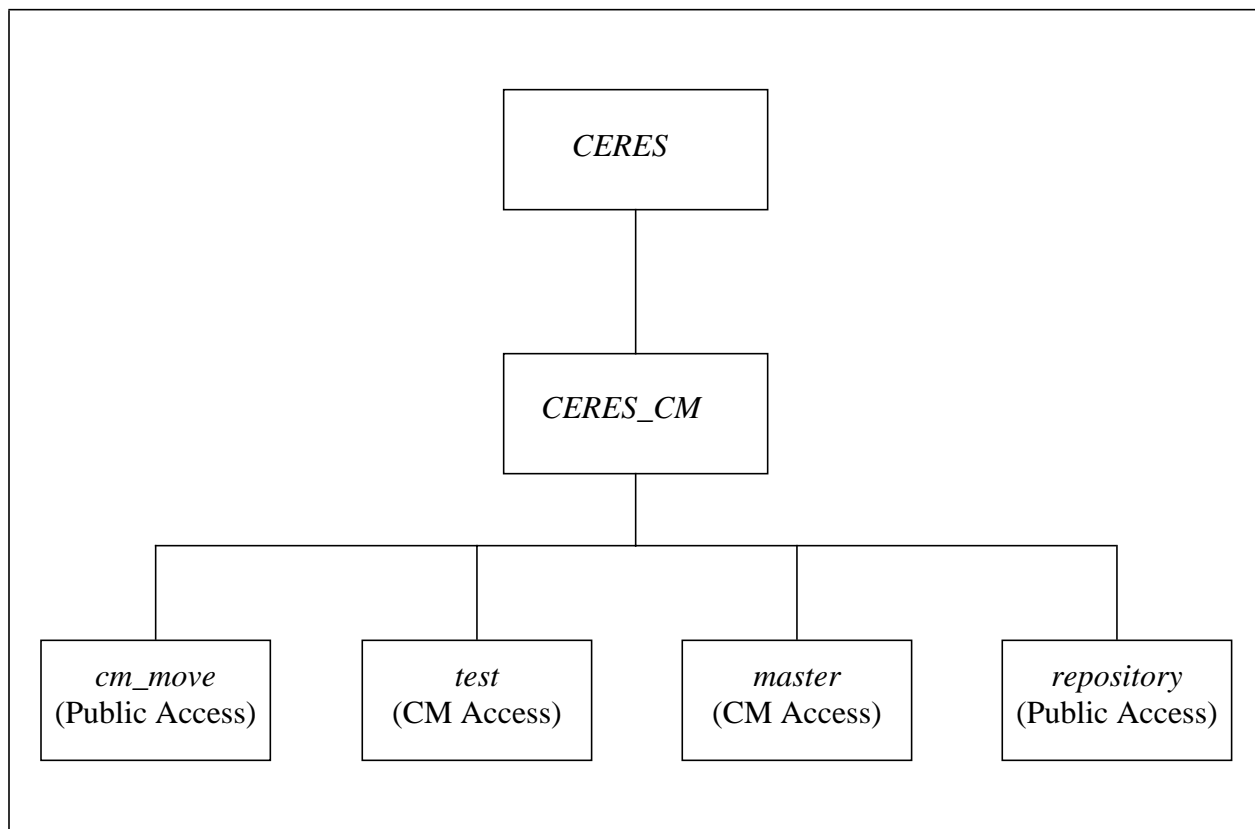 CERES
CERES_CM
cm_move
(Public Access)
test
(CM Access)
master
(CM Access)
repository
(Public Access)